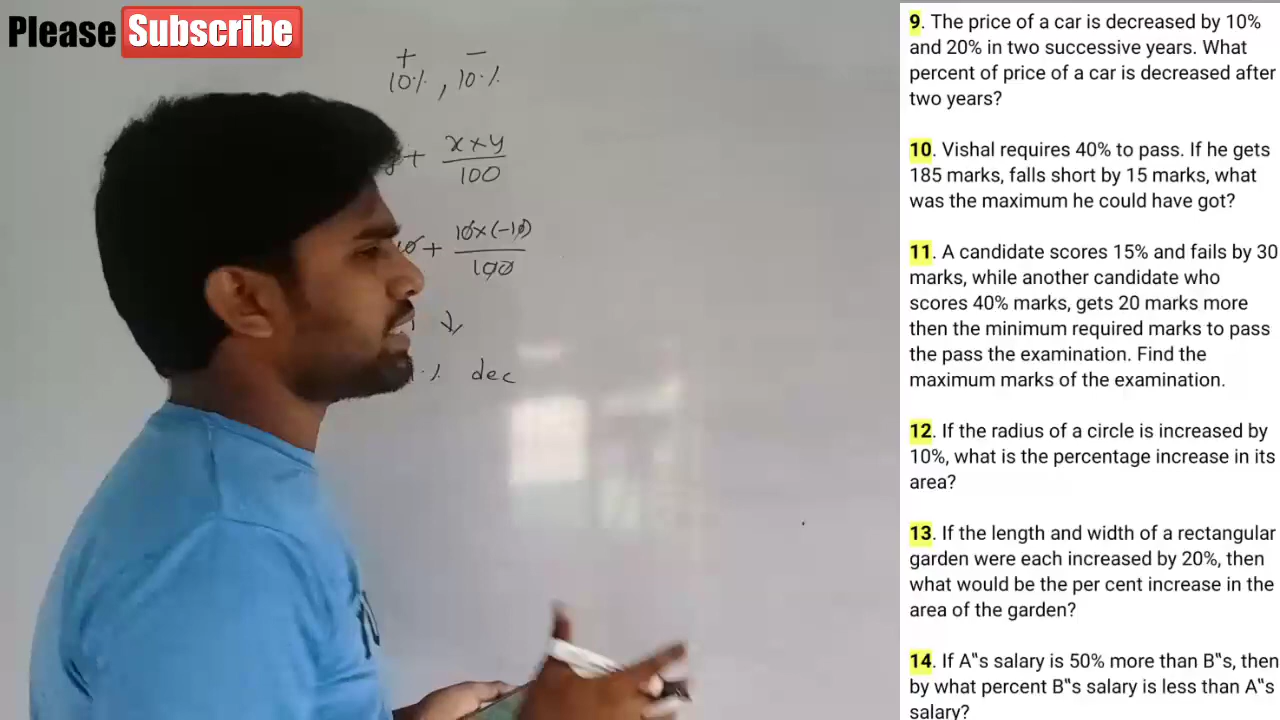 Please Subscribe
+ −
10%, 10%
+ x×y/100
10 + 10×(-10)/100
% dec
9. The price of a car is decreased by 10%
and 20% in two successive years. What
percent of price of a car is decreased after
two years?
10. Vishal requires 40% to pass. If he gets
185 marks, falls short by 15 marks, what
was the maximum he could have got?
11. A candidate scores 15% and fails by 30
marks, while another candidate who
scores 40% marks, gets 20 marks more
then the minimum required marks to pass
the pass the examination. Find the
maximum marks of the examination.
12. If the radius of a circle is increased by
10%, what is the percentage increase in its
area?
13. If the length and width of a rectangular
garden were each increased by 20%, then
what would be the per cent increase in the
area of the garden?
14. If A‟s salary is 50% more than B‟s, then
by what percent B‟s salary is less than A‟s
salary?